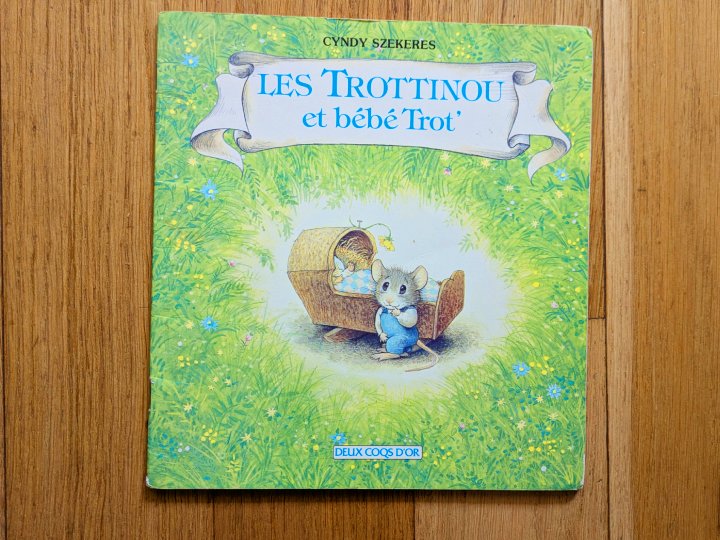 CYNDY SZEKERES
LES TROTTINOU
et bébé Trot'
DEUX COQS D'OR